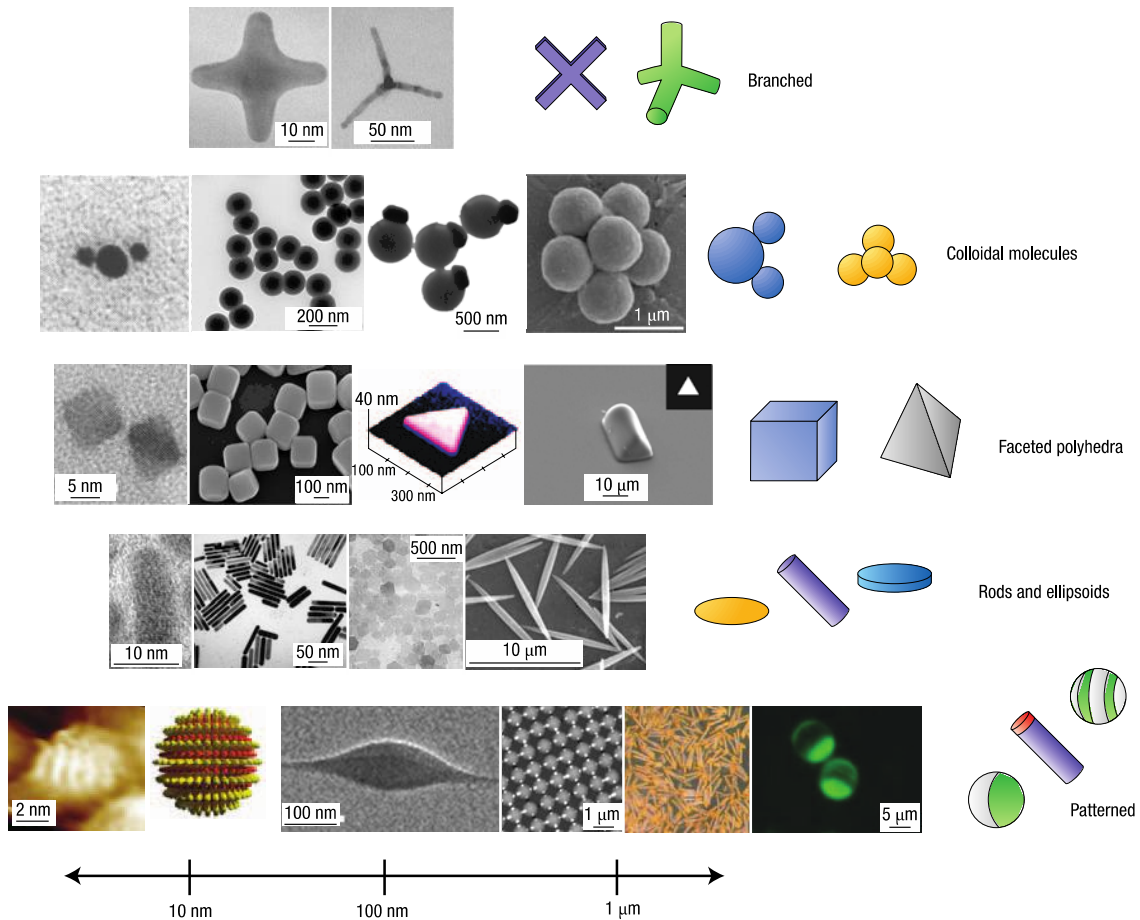 10 nm
50 nm
Branched
200 nm
500 nm
1 μm
Colloidal molecules
5 nm
100 nm
40 nm
100 nm
300 nm
10 μm
Faceted polyhedra
10 nm
50 nm
500 nm
10 μm
Rods and ellipsoids
2 nm
100 nm
1 μm
5 μm
Patterned
10 nm
100 nm
1 μm